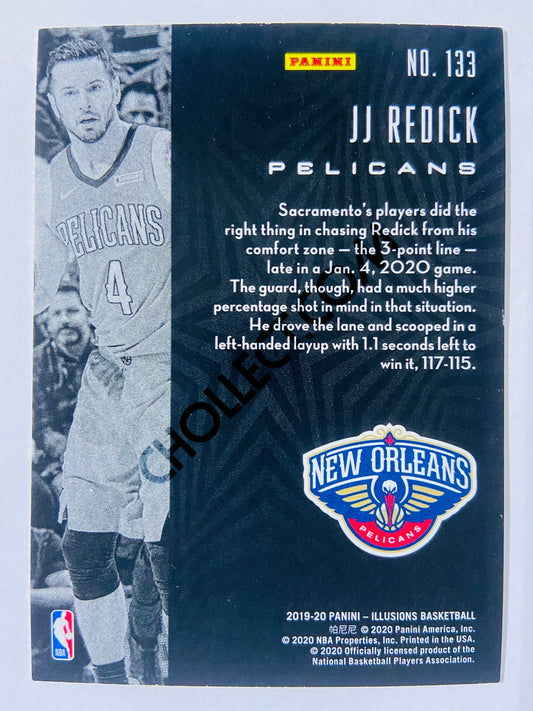 PANINI
NO. 133
JJ REDICK
PELICANS
Sacramento's players did the
right thing in chasing Redick from his
comfort zone — the 3-point line —
late in a Jan. 4, 2020 game.
The guard, though, had a much higher
percentage shot in mind in that situation.
He drove the lane and scooped in a
left-handed layup with 1.1 seconds left to
win it, 117-115.
PELICANS
4
CHOLLECT.COM
NEW ORLEANS
PELICANS
NBA
2019-20 PANINI – ILLUSIONS BASKETBALL
帕尼尼 © 2020 Panini America, Inc.
© 2020 NBA Properties, Inc. Printed in the USA.
© 2020 Officially licensed product of the
National Basketball Players Association.